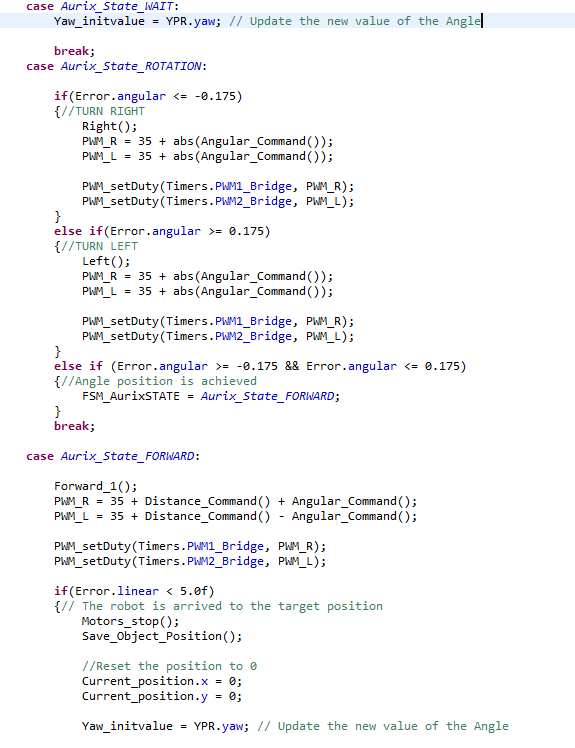 case Aurix_State_WAIT:
Yaw_initvalue = YPR.yaw; // Update the new value of the Angle
break;
case Aurix_State_ROTATION:
if(Error.angular <= -0.175)
{//TURN RIGHT
Right();
PWM_R = 35 + abs(Angular_Command());
PWM_L = 35 + abs(Angular_Command());
PWM_setDuty(Timers.PWM1_Bridge, PWM_R);
PWM_setDuty(Timers.PWM2_Bridge, PWM_L);
}
else if(Error.angular >= 0.175)
{//TURN LEFT
Left();
PWM_R = 35 + abs(Angular_Command());
PWM_L = 35 + abs(Angular_Command());
PWM_setDuty(Timers.PWM1_Bridge, PWM_R);
PWM_setDuty(Timers.PWM2_Bridge, PWM_L);
}
else if (Error.angular >= -0.175 && Error.angular <= 0.175)
{//Angle position is achieved
FSM_AurixSTATE = Aurix_State_FORWARD;
}
break;
case Aurix_State_FORWARD:
Forward_1();
PWM_R = 35 + Distance_Command() + Angular_Command();
PWM_L = 35 + Distance_Command() - Angular_Command();
PWM_setDuty(Timers.PWM1_Bridge, PWM_R);
PWM_setDuty(Timers.PWM2_Bridge, PWM_L);
if(Error.linear < 5.0f)
{// The robot is arrived to the target position
Motors_stop();
Save_Object_Position();
//Reset the position to 0
Current_position.x = 0;
Current_position.y = 0;
Yaw_initvalue = YPR.yaw; // Update the new value of the Angle